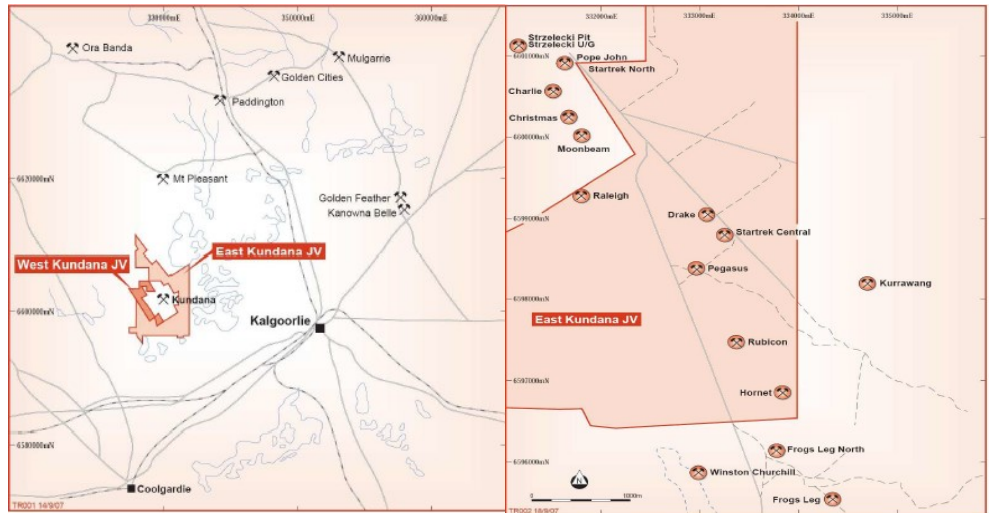 330000mE
350000mE
360000mE
Ora Banda
Mulgarrie
Golden Cities
Paddington
6620000mN
Mt Pleasant
Golden Feather
Kanowna Belle
East Kundana JV
West Kundana JV
Kundana
6600000mN
Kalgoorlie
6580000mN
Coolgardie
TR001 14/9/07
332000mE
333000mE
334000mE
335000mE
Strzelecki Pit
Strzelecki U/G
6601000mN
Pope John
Startrek North
Charlie
Christmas
6600000mN
Moonbeam
Raleigh
6599000mN
Drake
Startrek Central
Pegasus
Kurrawang
6598000mN
East Kundana JV
Rubicon
6597000mN
Hornet
Frogs Leg North
6596000mN
Winston Churchill
N
0
1000m
Frogs Leg